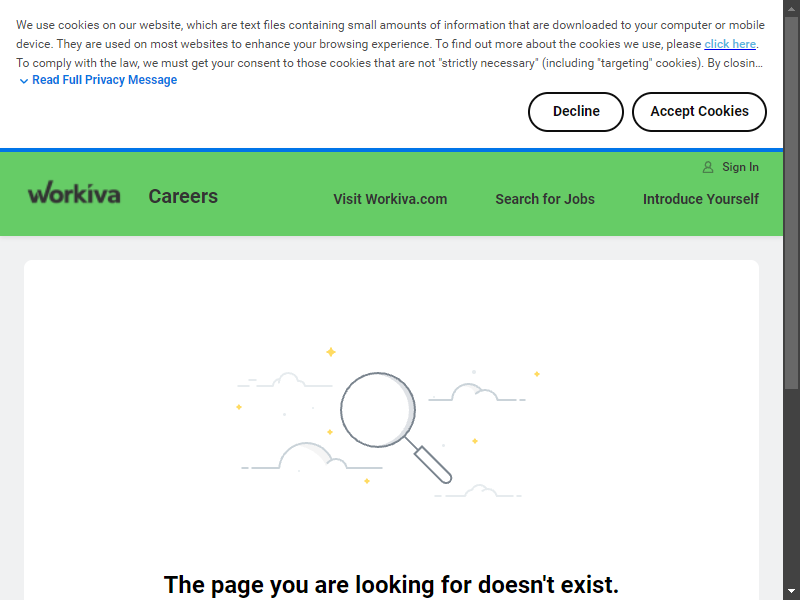 We use cookies on our website, which are text files containing small amounts of information that are downloaded to your computer or mobile
device. They are used on most websites to enhance your browsing experience. To find out more about the cookies we use, please click here.
To comply with the law, we must get your consent to those cookies that are not "strictly necessary" (including "targeting" cookies). By closin...
Read Full Privacy Message
Decline
Accept Cookies
Sign In
workiva
Careers
Visit Workiva.com
Search for Jobs
Introduce Yourself
The page you are looking for doesn't exist.